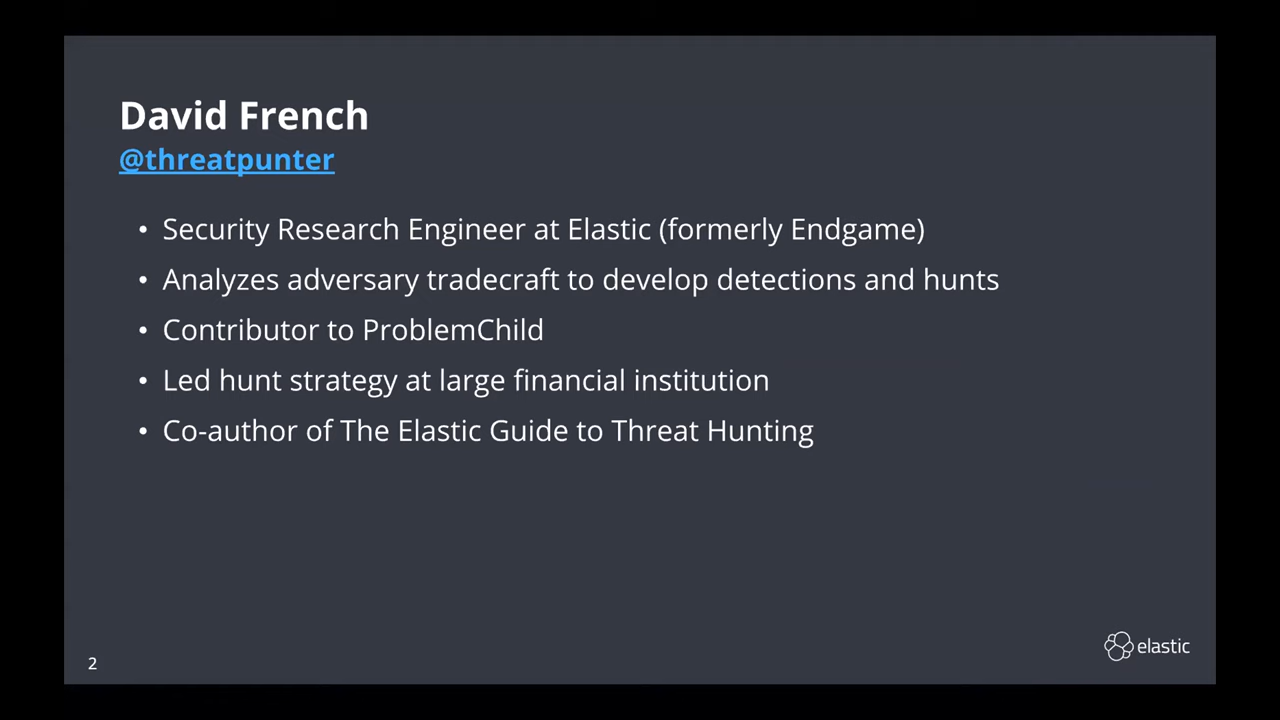 David French
@threatpunter
• Security Research Engineer at Elastic (formerly Endgame)
• Analyzes adversary tradecraft to develop detections and hunts
• Contributor to ProblemChild
• Led hunt strategy at large financial institution
• Co-author of The Elastic Guide to Threat Hunting
2
elastic